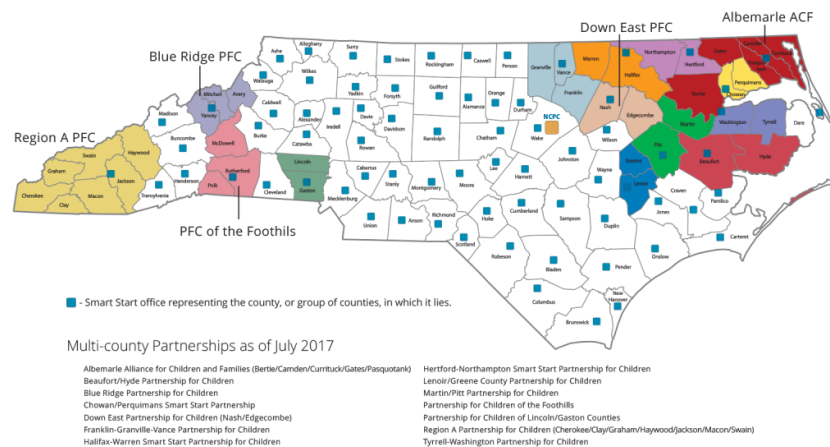 Albemarle ACF
Down East PFC
Blue Ridge PFC
Region A PFC
PFC of the Foothills
Ashe
Alleghany
Surry
Stokes
Rockingham
Caswell
Person
Granville
Vance
Warren
Halifax
Northampton
Hertford
Gates
Perquimans
Chowan
Bertie
Watauga
Wilkes
Yadkin
Forsyth
Guilford
Alamance
Orange
Durham
Franklin
Nash
Edgecombe
Martin
Washington
Tyrrell
Dare
Mitchell
Avery
Yancey
Caldwell
Alexander
Iredell
Davie
Davidson
Randolph
Chatham
Wake
NCPC
Wilson
Pitt
Beaufort
Hyde
Madison
Buncombe
McDowell
Burke
Catawba
Rowan
Lincoln
Gaston
Rutherford
Polk
Cleveland
Henderson
Transylvania
Haywood
Swain
Graham
Jackson
Cherokee
Macon
Clay
Mecklenburg
Cabarrus
Stanly
Montgomery
Moore
Lee
Harnett
Johnston
Wayne
Greene
Lenoir
Craven
Pamlico
Jones
Carteret
Union
Anson
Richmond
Scotland
Hoke
Cumberland
Sampson
Duplin
Onslow
Robeson
Bladen
Pender
New
Hanover
Columbus
Brunswick
- Smart Start office representing the county, or group of counties, in which it lies.
Multi-county Partnerships as of July 2017
Albemarle Alliance for Children and Families (Bertie/Camden/Currituck/Gates/Pasquotank)
Beaufort/Hyde Partnership for Children
Blue Ridge Partnership for Children
Chowan/Perquimans Smart Start Partnership
Down East Partnership for Children (Nash/Edgecombe)
Franklin-Granville-Vance Partnership for Children
Halifax-Warren Smart Start Partnership for Children
Hertford-Northampton Smart Start Partnership for Children
Lenoir/Greene County Partnership for Children
Martin/Pitt Partnership for Children
Partnership for Children of the Foothills
Partnership for Children of Lincoln/Gaston Counties
Region A Partnership for Children (Cherokee/Clay/Graham/Haywood/Jackson/Macon/Swain)
Tyrrell-Washington Partnership for Children